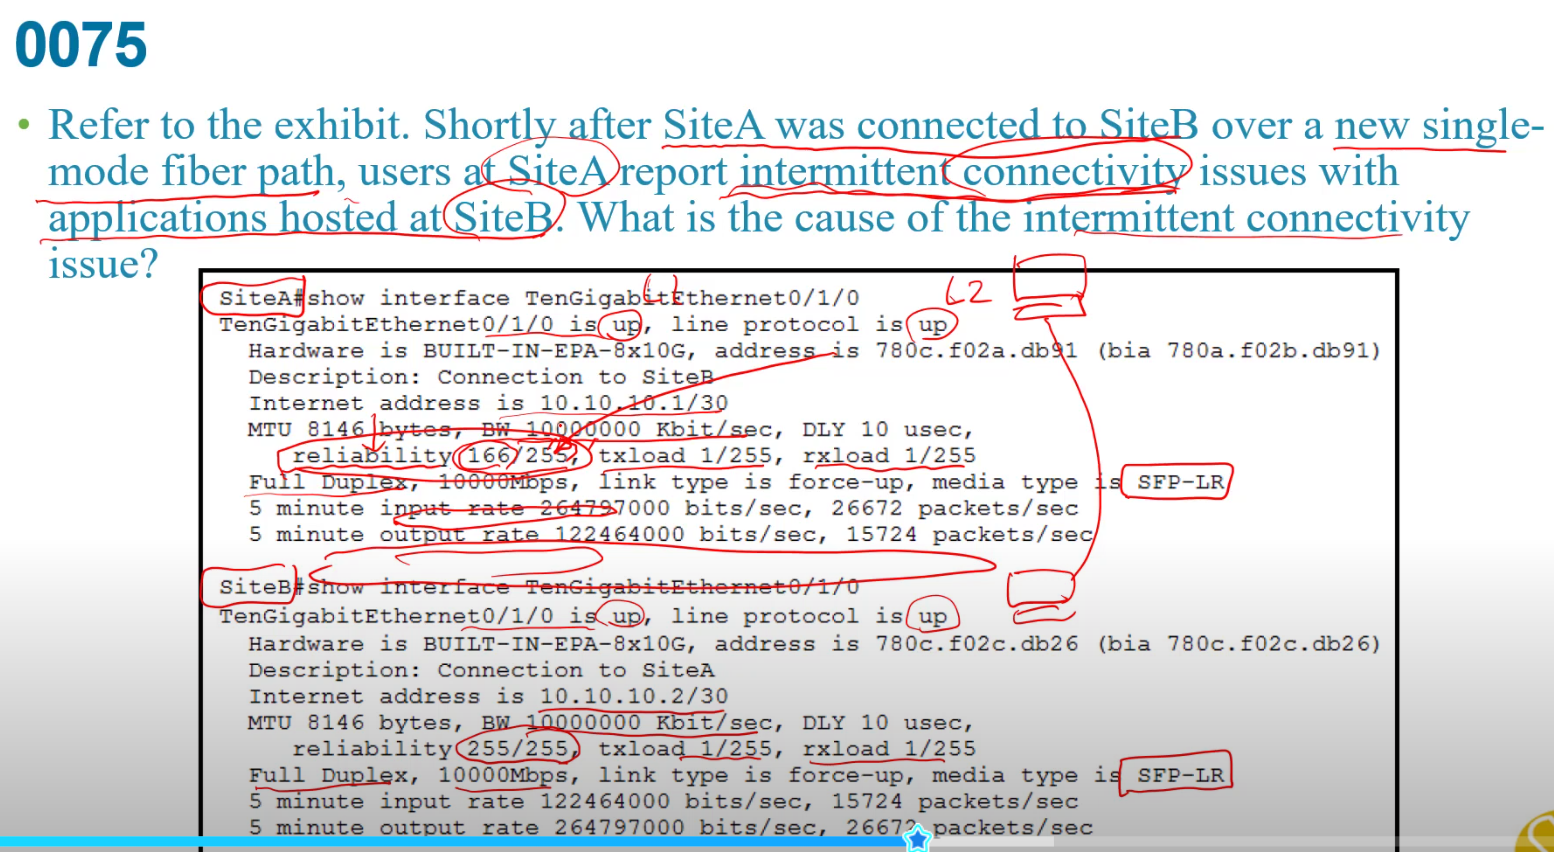 0075
• Refer to the exhibit. Shortly after SiteA was connected to SiteB over a new single-
mode fiber path, users at SiteA report intermittent connectivity issues with
applications hosted at SiteB. What is the cause of the intermittent connectivity
issue?
L1
L2
SiteA#show interface TenGigabitEthernet0/1/0
TenGigabitEthernet0/1/0 is up, line protocol is up
Hardware is BUILT-IN-EPA-8x10G, address is 780c.f02a.db91 (bia 780a.f02b.db91)
Description: Connection to SiteB
Internet address is 10.10.10.1/30
MTU 8146 bytes, BW 10000000 Kbit/sec, DLY 10 usec,
reliability 166/255, txload 1/255, rxload 1/255
Full Duplex, 10000Mbps, link type is force-up, media type is SFP-LR
5 minute input rate 264797000 bits/sec, 26672 packets/sec
5 minute output rate 122464000 bits/sec, 15724 packets/sec
SiteB#show interface TenGigabitEthernet0/1/0
TenGigabitEthernet0/1/0 is up, line protocol is up
Hardware is BUILT-IN-EPA-8x10G, address is 780c.f02c.db26 (bia 780c.f02c.db26)
Description: Connection to SiteA
Internet address is 10.10.10.2/30
MTU 8146 bytes, BW 10000000 Kbit/sec, DLY 10 usec,
reliability 255/255, txload 1/255, rxload 1/255
Full Duplex, 10000Mbps, link type is force-up, media type is SFP-LR
5 minute input rate 122464000 bits/sec, 15724 packets/sec
5 minute output rate 264797000 bits/sec, 26672 packets/sec